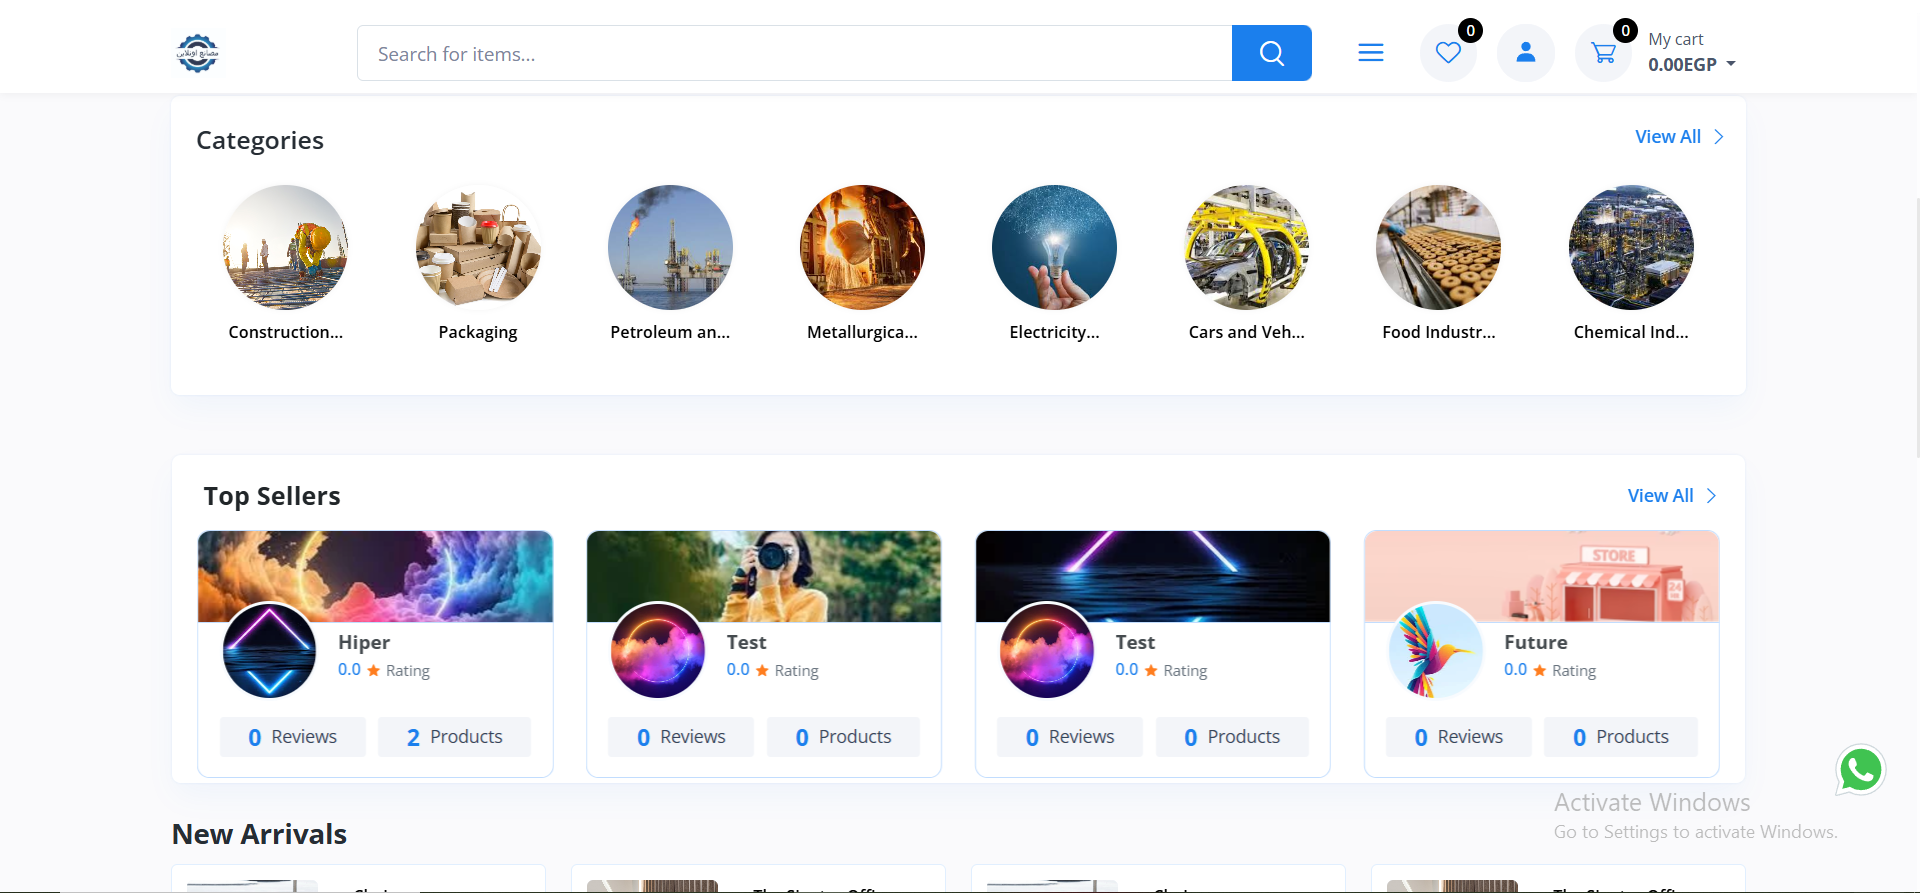 مصانع اونلاين
Search for items...
0
0
My cart
0.00EGP
Categories
View All
Construction...
Packaging
Petroleum an...
Metallurgica...
Electricity...
Cars and Veh...
Food Industr...
Chemical Ind...
Top Sellers
View All
STORE
24
Hiper
0.0 Rating
0 Reviews
2 Products
Test
0.0 Rating
0 Reviews
0 Products
Test
0.0 Rating
0 Reviews
0 Products
Future
0.0 Rating
0 Reviews
0 Products
Activate Windows
Go to Settings to activate Windows.
New Arrivals